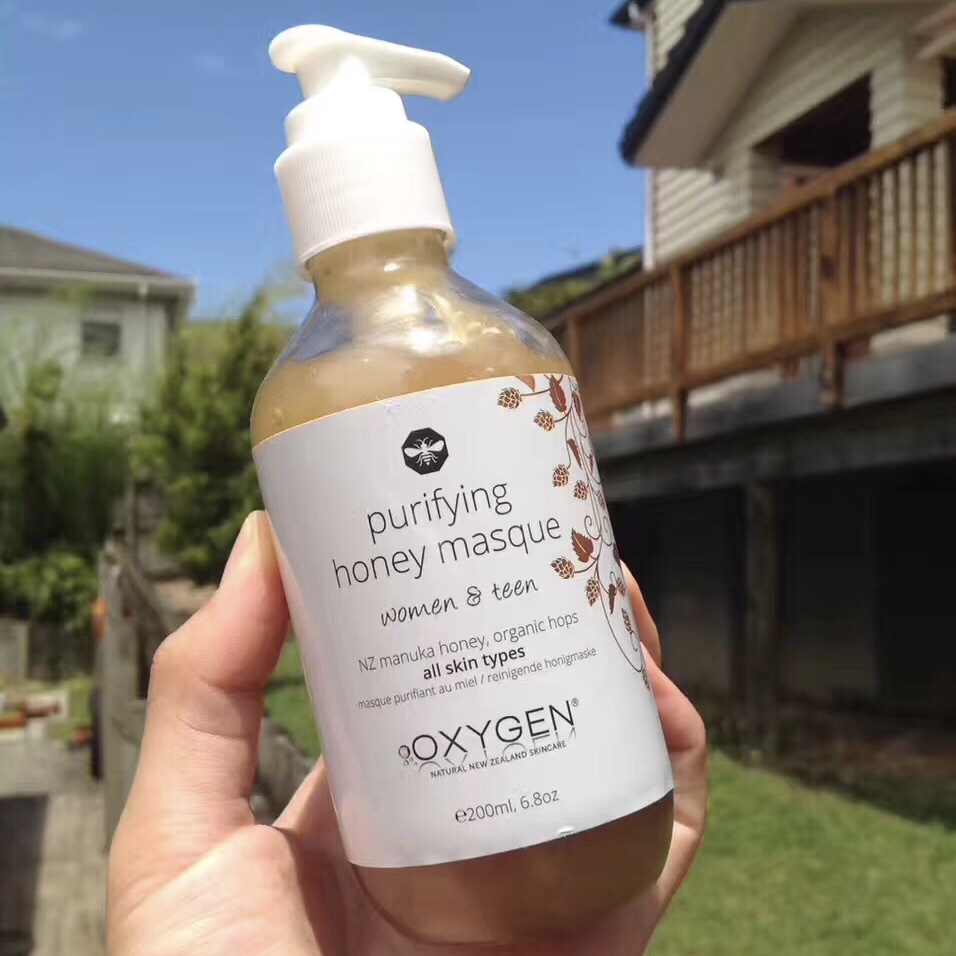 purifying
honey masque
women & teen
NZ manuka honey, organic hops
all skin types
masque purifiant au miel / reinigende honigmaske
OXYGEN®
NATURAL NEW ZEALAND SKINCARE
℮200ml, 6.8oz